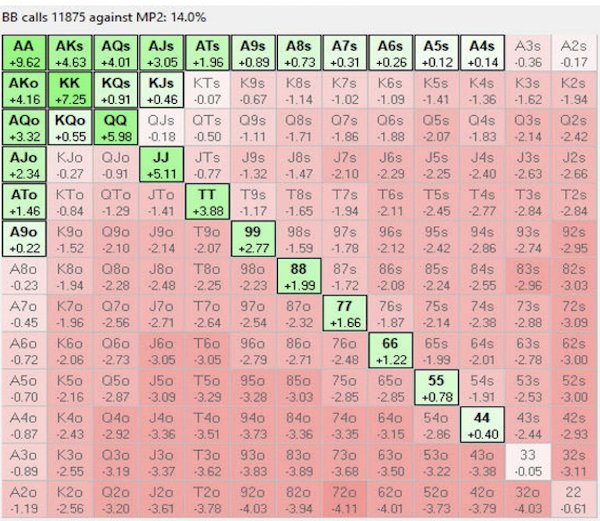 BB calls 11875 against MP2: 14.0%
AA AKs AQs AJs ATs A9s A8s A7s A6s A5s A4s A3s A2s
+9.62 +4.63 +4.01 +3.05 +1.96 +0.89 +0.73 +0.31 +0.26 +0.12 +0.14 -0.36 -0.17
AKo KK KQs KJs KTs K9s K8s K7s K6s K5s K4s K3s K2s
+4.16 +7.25 +0.91 +0.46 -0.07 -0.67 -1.14 -1.02 -1.09 -1.41 -1.36 -1.62 -1.94
AQo KQo QQ QJs QTs Q9s Q8s Q7s Q6s Q5s Q4s Q3s Q2s
+3.32 +0.55 +5.98 -0.18 -0.50 -1.11 -1.71 -1.86 -1.88 -2.07 -1.83 -2.14 -2.42
AJo KJo QJo JJ JTs J9s J8s J7s J6s J5s J4s J3s J2s
+2.34 -0.27 -0.91 +5.11 -0.77 -1.32 -1.47 -2.10 -2.29 -2.25 -2.40 -2.63 -2.66
ATo KTo QTo JTo TT T9s T8s T7s T6s T5s T4s T3s T2s
+1.46 -0.84 -1.29 -1.41 +3.88 -1.17 -1.65 -1.94 -2.11 -2.45 -2.77 -2.84 -2.84
A9o K9o Q9o J9o T9o 99 98s 97s 96s 95s 94s 93s 92s
+0.22 -1.52 -2.10 -2.14 -2.07 +2.77 -1.59 -1.78 -2.12 -2.42 -2.86 -2.74 -2.95
A8o K8o Q8o J8o T8o 98o 88 87s 86s 85s 84s 83s 82s
-0.23 -1.94 -2.28 -2.48 -2.25 -2.23 +1.99 -1.72 -2.08 -2.24 -2.55 -2.96 -3.03
A7o K7o Q7o J7o T7o 97o 87o 77 76s 75s 74s 73s 72s
-0.45 -1.96 -2.56 -2.71 -2.64 -2.54 -2.32 +1.66 -1.87 -2.14 -2.38 -2.88 -3.09
A6o K6o Q6o J6o T6o 96o 86o 76o 66 65s 64s 63s 62s
-0.72 -2.06 -2.73 -3.05 -3.05 -2.79 -2.71 -2.48 +1.22 -1.99 -2.01 -2.78 -3.00
A5o K5o Q5o J5o T5o 95o 85o 75o 65o 55 54s 53s 52s
-0.70 -2.16 -2.87 -3.09 -3.29 -3.28 -3.03 -2.85 -2.85 +0.78 -1.91 -2.53 -3.00
A4o K4o Q4o J4o T4o 94o 84o 74o 64o 54o 44 43s 42s
-0.87 -2.43 -2.92 -3.36 -3.51 -3.73 -3.36 -3.35 -3.15 -2.86 +0.40 -2.44 -2.93
A3o K3o Q3o J3o T3o 93o 83o 73o 63o 53o 43o 33 32s
-0.89 -2.55 -3.19 -3.37 -3.62 -3.83 -3.89 -3.68 -3.50 -3.22 -3.38 -0.05 -3.11
A2o K2o Q2o J2o T2o 92o 82o 72o 62o 52o 42o 32o 22
-1.19 -2.56 -3.20 -3.61 -3.78 -4.03 -3.94 -4.11 -4.01 -3.73 -3.79 -4.03 -0.61